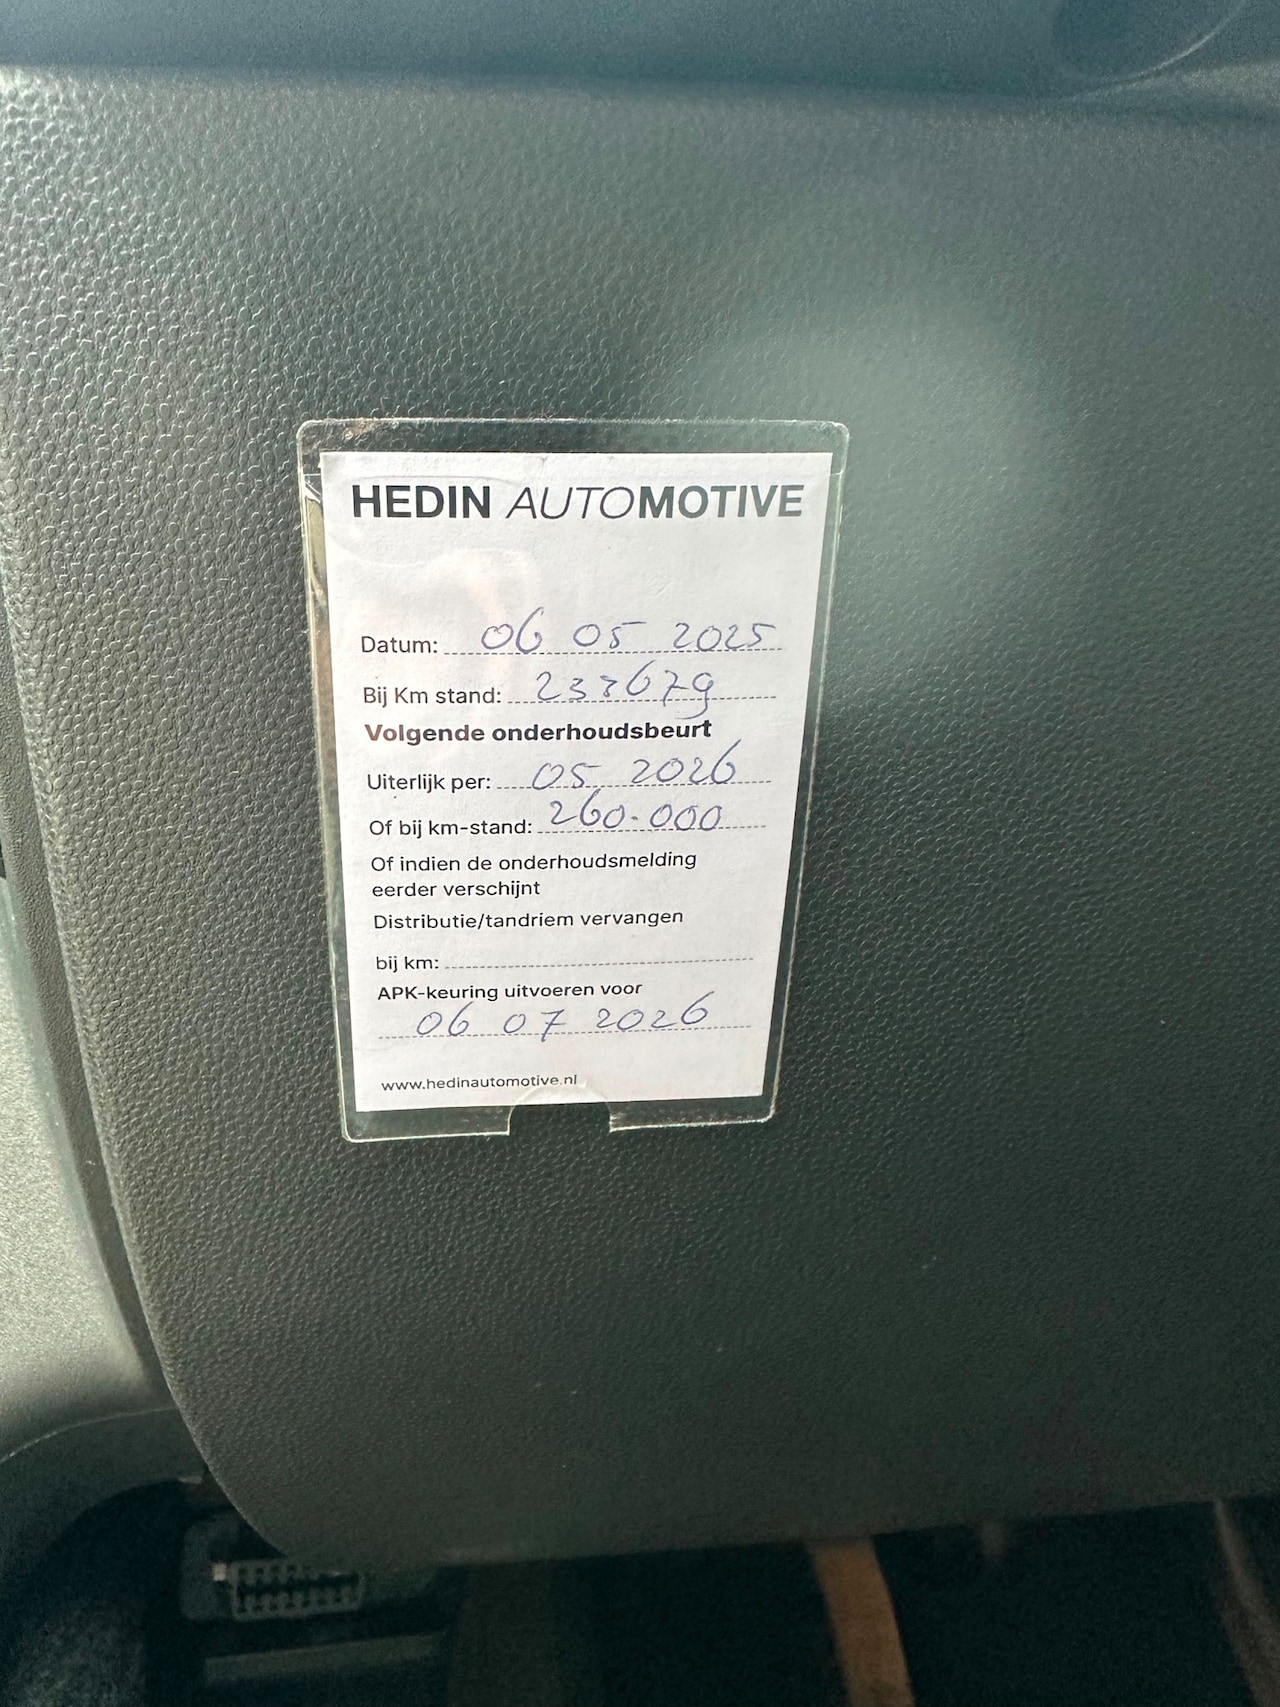 HEDIN AUTOMOTIVE
Datum: 06 05 2025
Bij Km stand: 233679
Volgende onderhoudsbeurt
Uiterlijk per: 05 2026
Of bij km-stand: 260.000
Of indien de onderhoudsmelding
eerder verschijnt
Distributie/tandriem vervangen
bij km:
APK-keuring uitvoeren voor
06 07 2026
www.hedinautomotive.nl